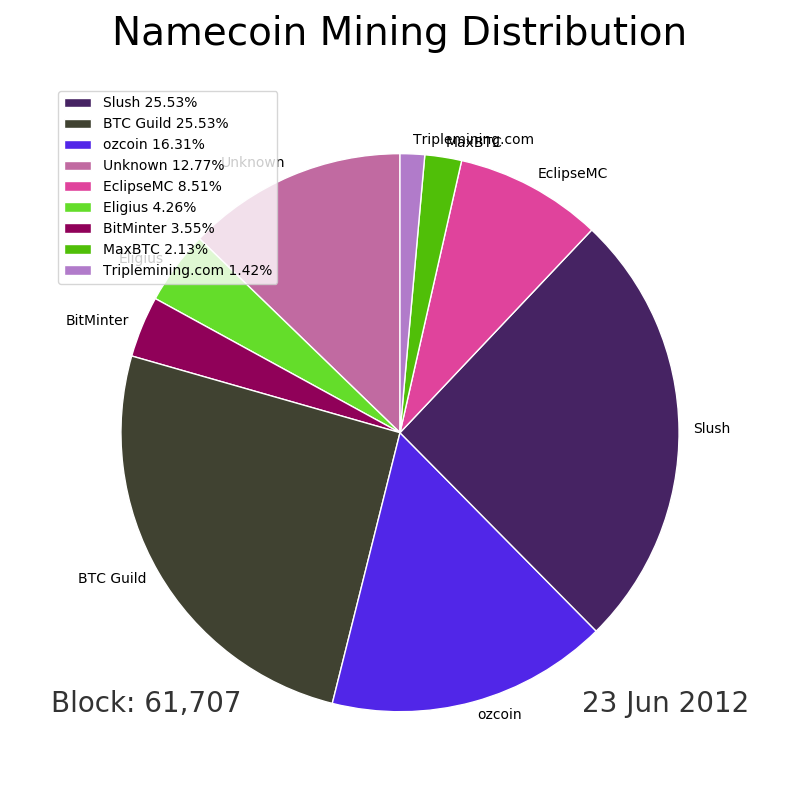 Namecoin Mining Distribution
Slush 25.53%
BTC Guild 25.53%
ozcoin 16.31%
Unknown 12.77%
EclipseMC 8.51%
Eligius 4.26%
BitMinter 3.55%
MaxBTC 2.13%
Triplemining.com 1.42%
Triplemining.com
MaxBTC
Unknown
EclipseMC
Eligius
BitMinter
Slush
BTC Guild
ozcoin
Block: 61,707
23 Jun 2012